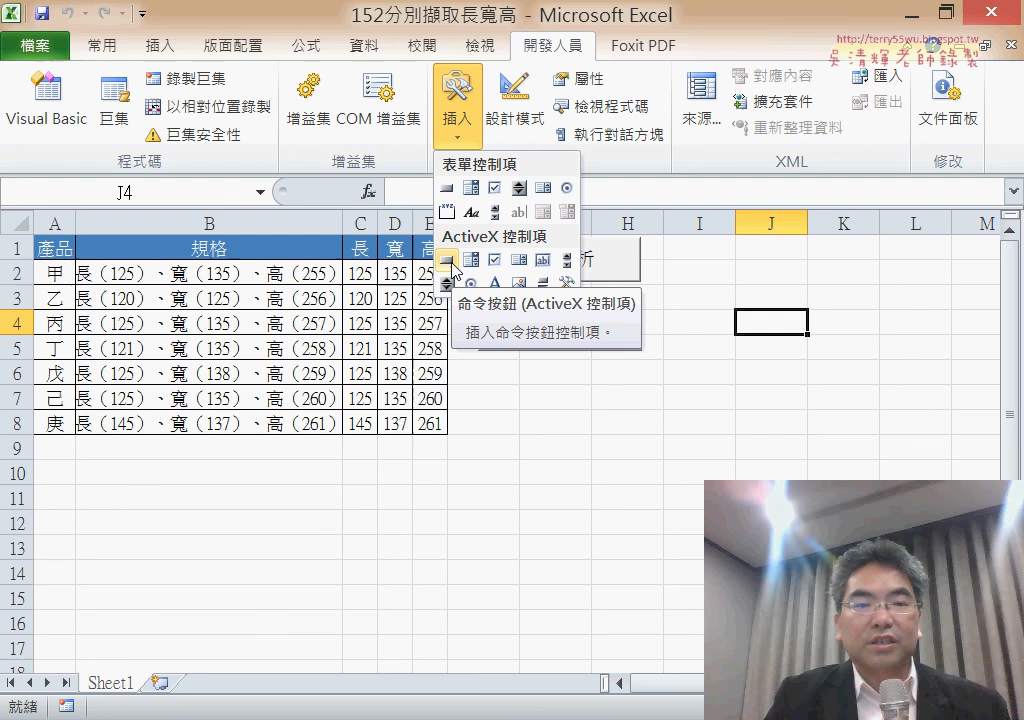 152分別擷取長寬高 - Microsoft Excel
檔案 常用 插入 版面配置 公式 資料 校閱 檢視 開發人員 Foxit PDF
http://terry55wu.blogspot.tw
吳清輝老師錄製
Visual Basic 巨集 錄製巨集 以相對位置錄製 巨集安全性 程式碼
增益集 COM 增益集 增益集
插入 設計模式 屬性 檢視程式碼 執行對話方塊
來源... 對應內容 擴充套件 重新整理資料 匯入 匯出 XML
文件面板 修改
表單控制項
ActiveX 控制項
命令按鈕 (ActiveX 控制項)
插入命令按鈕控制項。
J4 fx
A B C D E H I J K L M
1 產品 規格 長 寬 高
2 甲 長（125）、寬（135）、高（255） 125 135 析
3 乙 長（120）、寬（125）、高（256） 120 125 256
4 丙 長（125）、寬（135）、高（257） 125 135 257
5 丁 長（121）、寬（135）、高（258） 121 135 258
6 戊 長（125）、寬（138）、高（259） 125 138 259
7 己 長（125）、寬（135）、高（260） 125 135 260
8 庚 長（145）、寬（137）、高（261） 145 137 261
9
10
11
12
13
14
15
16
17
18
Sheet1
就緒